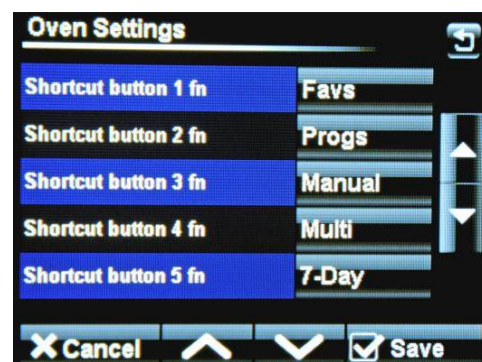 Oven Settings
Shortcut button 1 fn Favs
Shortcut button 2 fn Progs
Shortcut button 3 fn Manual
Shortcut button 4 fn Multi
Shortcut button 5 fn 7-Day
Cancel Save